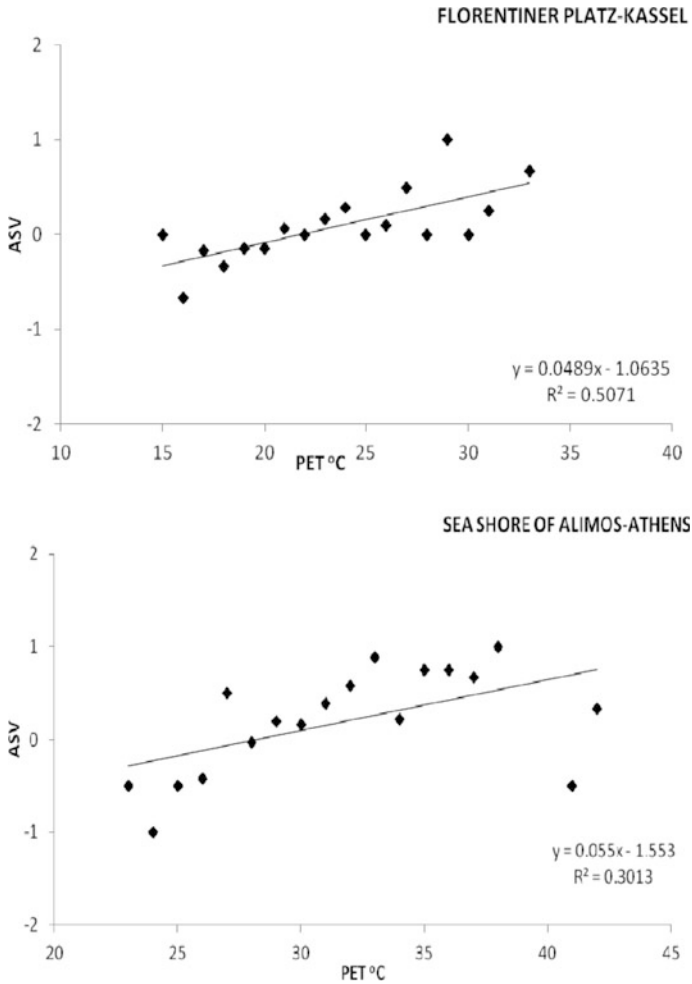 FLORENTINER PLATZ-KASSEL
2
1
0
-1
-2
ASV
y = 0.0489x - 1.0635
R² = 0.5071
10 15 20 25 30 35 40
PET ºC
SEA SHORE OF ALIMOS-ATHENS
2
1
0
-1
-2
ASV
y = 0.055x - 1.553
R² = 0.3013
20 25 30 35 40 45
PET ºC